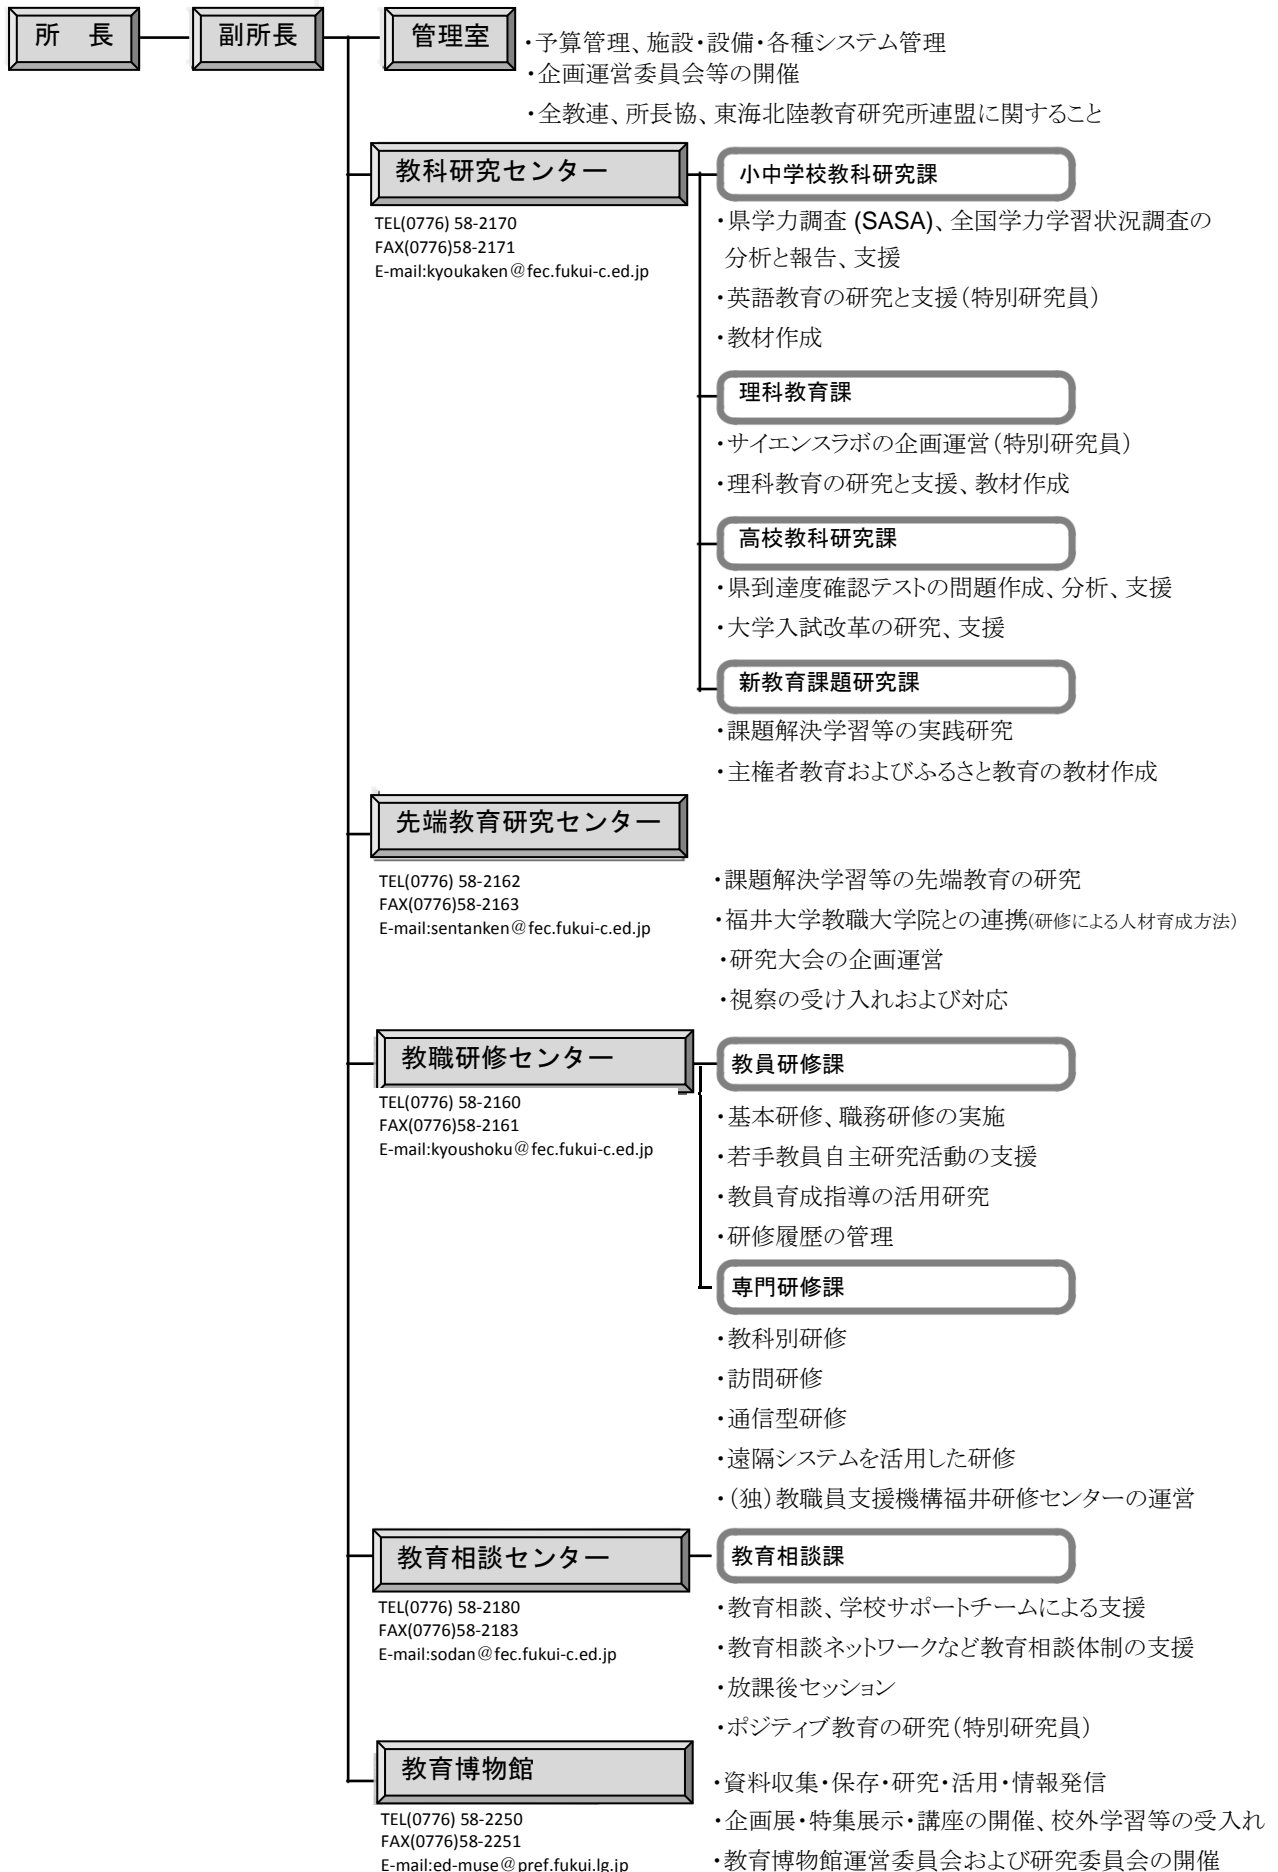 所　長
副所長
管理室
・予算管理、施設・設備・各種システム管理
・企画運営委員会等の開催
・全教連、所長協、東海北陸教育研究所連盟に関すること
教科研究センター
TEL(0776) 58-2170
FAX(0776)58-2171
E-mail:kyoukaken@fec.fukui-c.ed.jp
小中学校教科研究課
・県学力調査 (SASA)、全国学力学習状況調査の
分析と報告、支援
・英語教育の研究と支援(特別研究員)
・教材作成
理科教育課
・サイエンスラボの企画運営(特別研究員)
・理科教育の研究と支援、教材作成
高校教科研究課
・県到達度確認テストの問題作成、分析、支援
・大学入試改革の研究、支援
新教育課題研究課
・課題解決学習等の実践研究
・主権者教育およびふるさと教育の教材作成
先端教育研究センター
TEL(0776) 58-2162
FAX(0776)58-2163
E-mail:sentanken@fec.fukui-c.ed.jp
・課題解決学習等の先端教育の研究
・福井大学教職大学院との連携(研修による人材育成方法)
・研究大会の企画運営
・視察の受け入れおよび対応
教職研修センター
TEL(0776) 58-2160
FAX(0776)58-2161
E-mail:kyoushoku@fec.fukui-c.ed.jp
教員研修課
・基本研修、職務研修の実施
・若手教員自主研究活動の支援
・教員育成指導の活用研究
・研修履歴の管理
専門研修課
・教科別研修
・訪問研修
・通信型研修
・遠隔システムを活用した研修
・(独)教職員支援機構福井研修センターの運営
教育相談センター
TEL(0776) 58-2180
FAX(0776)58-2183
E-mail:sodan@fec.fukui-c.ed.jp
教育相談課
・教育相談、学校サポートチームによる支援
・教育相談ネットワークなど教育相談体制の支援
・放課後セッション
・ポジティブ教育の研究(特別研究員)
教育博物館
TEL(0776) 58-2250
FAX(0776)58-2251
E-mail:ed-muse@pref.fukui.lg.jp
・資料収集・保存・研究・活用・情報発信
・企画展・特集展示・講座の開催、校外学習等の受入れ
・教育博物館運営委員会および研究委員会の開催